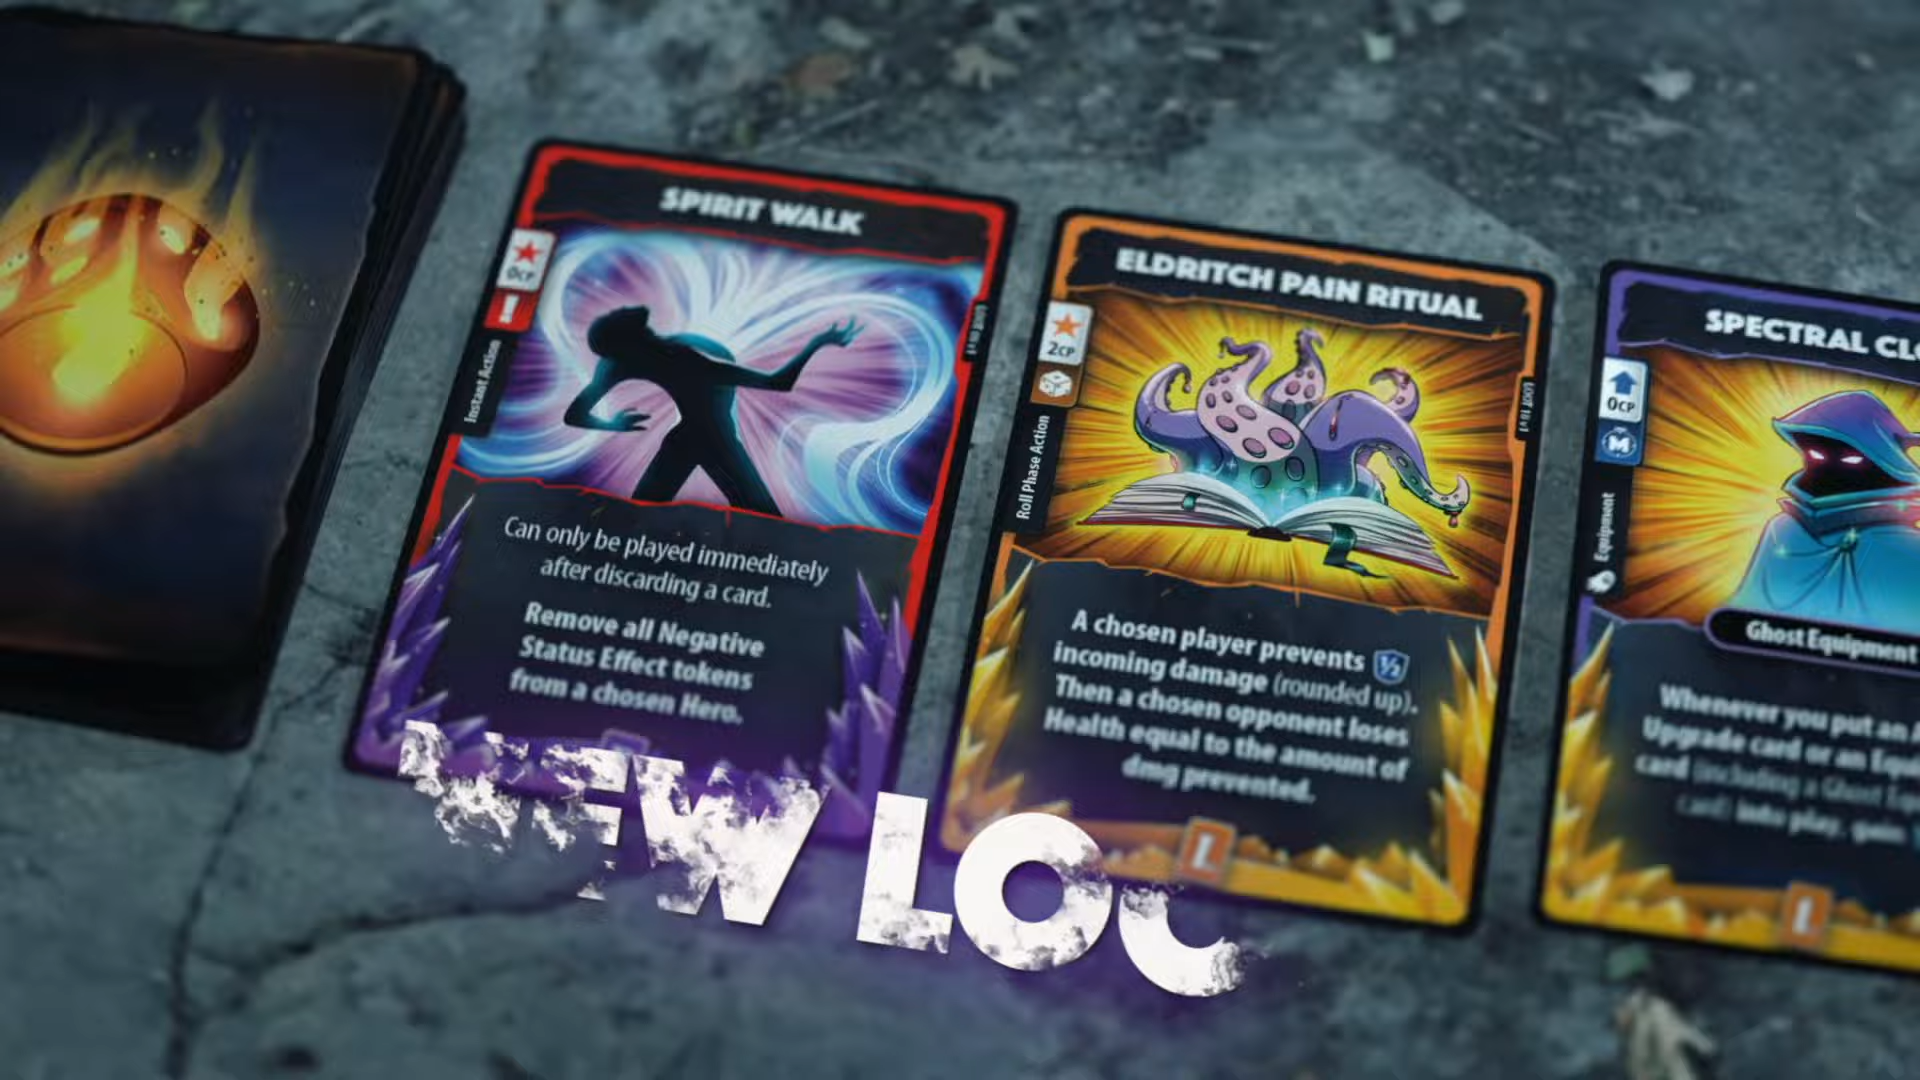 SPIRIT WALK
0CP
Instant Action
Can only be played immediately
after discarding a card.
Remove all Negative
Status Effect tokens
from a chosen Hero.
ELDRITCH PAIN RITUAL
2CP
Roll Phase Action
A chosen player prevents 1/2
incoming damage (rounded up).
Then a chosen opponent loses
Health equal to the amount of
dmg prevented.
L
SPECTRAL CLO
0CP
M
Equipment
Ghost Equipment
Whenever you put an
Upgrade card or an Equi
card (including a Ghost Eq
card) into play, gain
L
NEW LOO